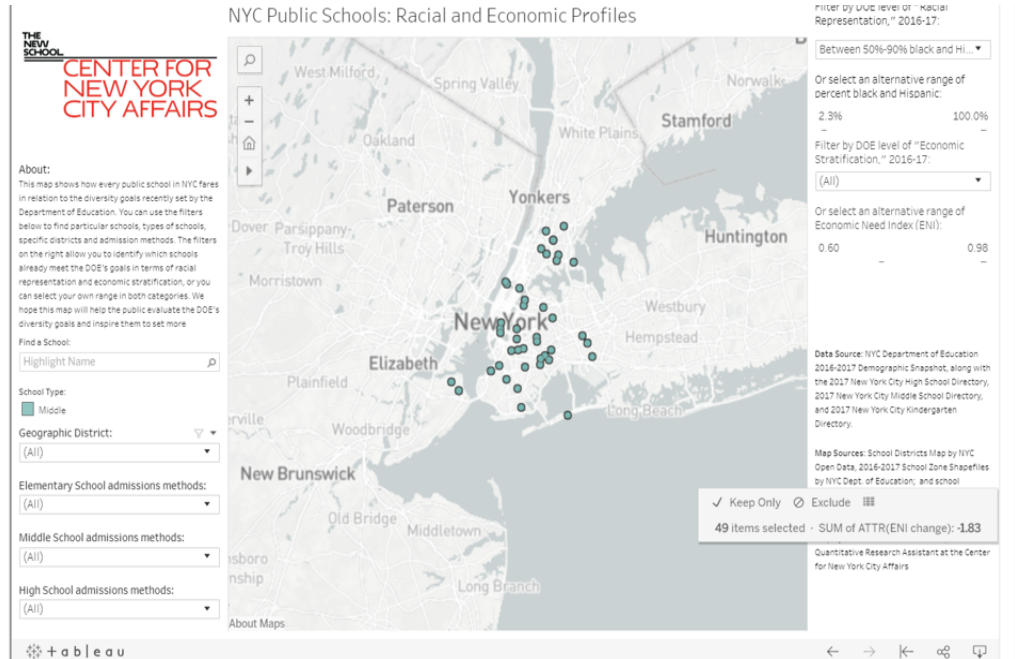 NYC Public Schools: Racial and Economic Profiles
THE
NEW
SCHOOL
CENTER FOR
NEW YORK
CITY AFFAIRS
About:
This map shows how every public school in NYC fares
in relation to the diversity goals recently set by the
Department of Education. You can use the filters
below to find particular schools, types of schools,
specific districts and admission methods. The filters
on the right allow you to identify which schools
already meet the DOE's goals in terms of racial
representation and economic stratification, or you
can select your own range in both categories. We
hope this map will help the public evaluate the DOE's
diversity goals and inspire them to set more
Find a School:
Highlight Name
School Type:
Middle
Geographic District:
(All)
Elementary School admissions methods:
(All)
Middle School admissions methods:
(All)
High School admissions methods:
(All)
West Milford
Spring Valley
Norwalk
Stamford
White Plains
Oakland
Yonkers
Paterson
Dover
Parsippany-
Troy Hills
Huntington
Morristown
Westbury
New York
Hempstead
Elizabeth
Plainfield
Long Beach
erville
Woodbridge
New Brunswick
Old Bridge
Middletown
nsboro
nship
Long Branch
About Maps
Filter by DOE level of "Racial
Representation," 2016-17:
Between 50%-90% black and Hi...
Or select an alternative range of
percent black and Hispanic:
2.3% 100.0%
Filter by DOE level of "Economic
Stratification," 2016-17:
(All)
Or select an alternative range of
Economic Need Index (ENI):
0.60 0.98
Data Source: NYC Department of Education
2016-2017 Demographic Snapshot, along with
the 2017 New York City High School Directory,
2017 New York City Middle School Directory,
and 2017 New York City Kindergarten
Directory.
Map Sources: School Districts Map by NYC
Open Data, 2016-2017 School Zone Shapefiles
by NYC Dept. of Education; and school
Keep Only Exclude
49 items selected · SUM of ATTR(ENI change): -1.83
Quantitative Research Assistant at the Center
for New York City Affairs
+ableau